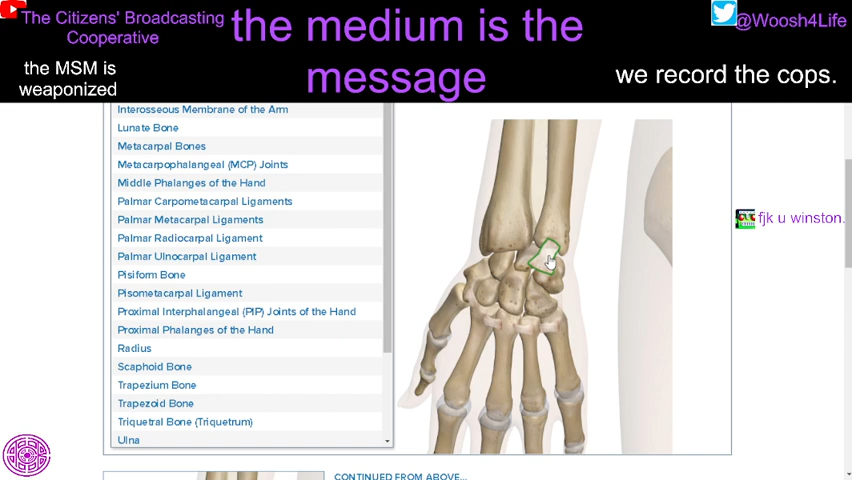 The Citizens' Broadcasting
Cooperative
the medium is the
message
@Woosh4Life
the MSM is
weaponized
we record the cops.
Interosseous Membrane of the Arm
Lunate Bone
Metacarpal Bones
Metacarpophalangeal (MCP) Joints
Middle Phalanges of the Hand
Palmar Carpometacarpal Ligaments
Palmar Metacarpal Ligaments
Palmar Radiocarpal Ligament
Palmar Ulnocarpal Ligament
Pisiform Bone
Pisometacarpal Ligament
Proximal Interphalangeal (PIP) Joints of the Hand
Proximal Phalanges of the Hand
Radius
Scaphoid Bone
Trapezium Bone
Trapezoid Bone
Triquetral Bone (Triquetrum)
Ulna
fjk u winston.
CONTINUED FROM ABOVE...